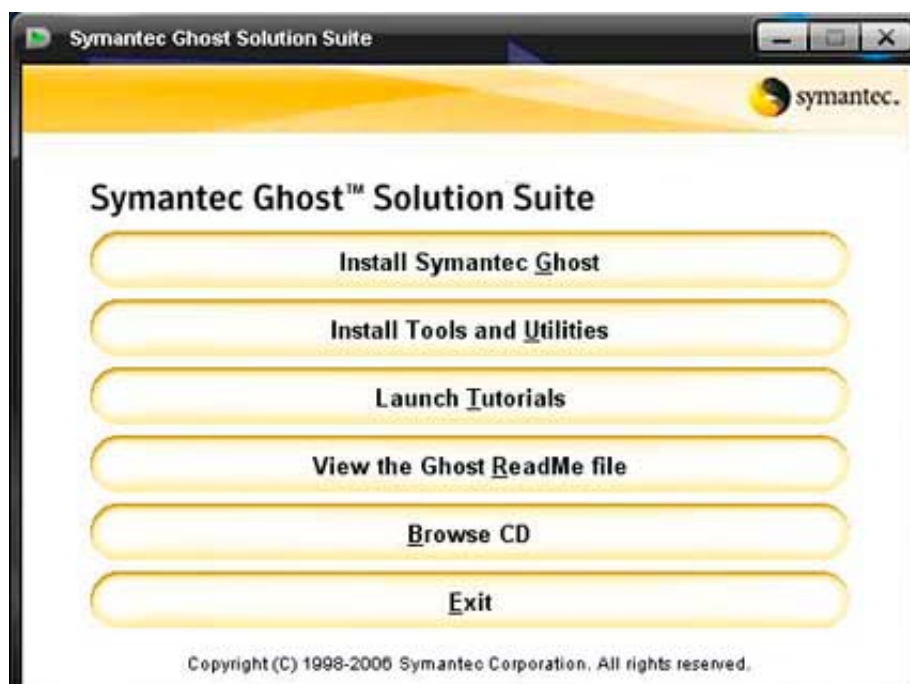 Symantec Ghost Solution Suite
symantec.
Symantec Ghost™ Solution Suite
Install Symantec Ghost
Install Tools and Utilities
Launch Tutorials
View the Ghost ReadMe file
Browse CD
Exit
Copyright (C) 1998-2006 Symantec Corporation. All rights reserved.